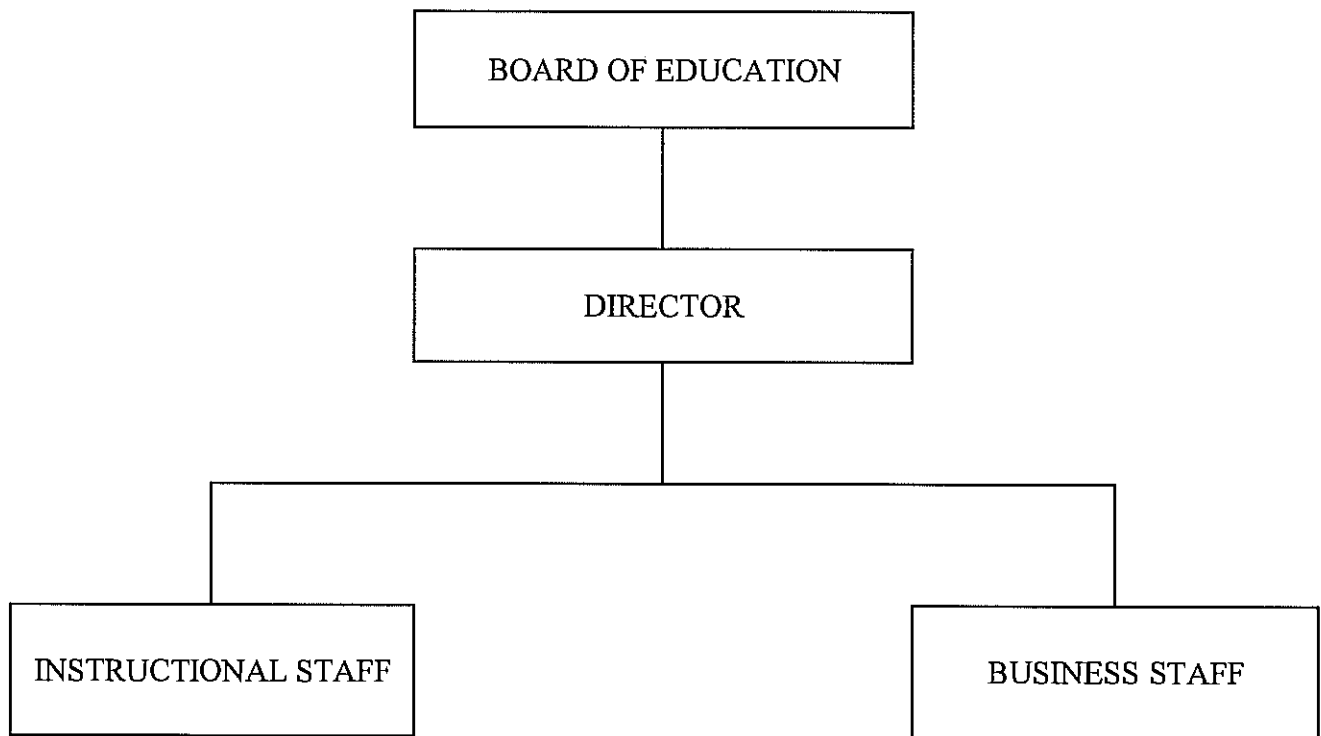 BOARD OF EDUCATION
DIRECTOR
INSTRUCTIONAL STAFF
BUSINESS STAFF